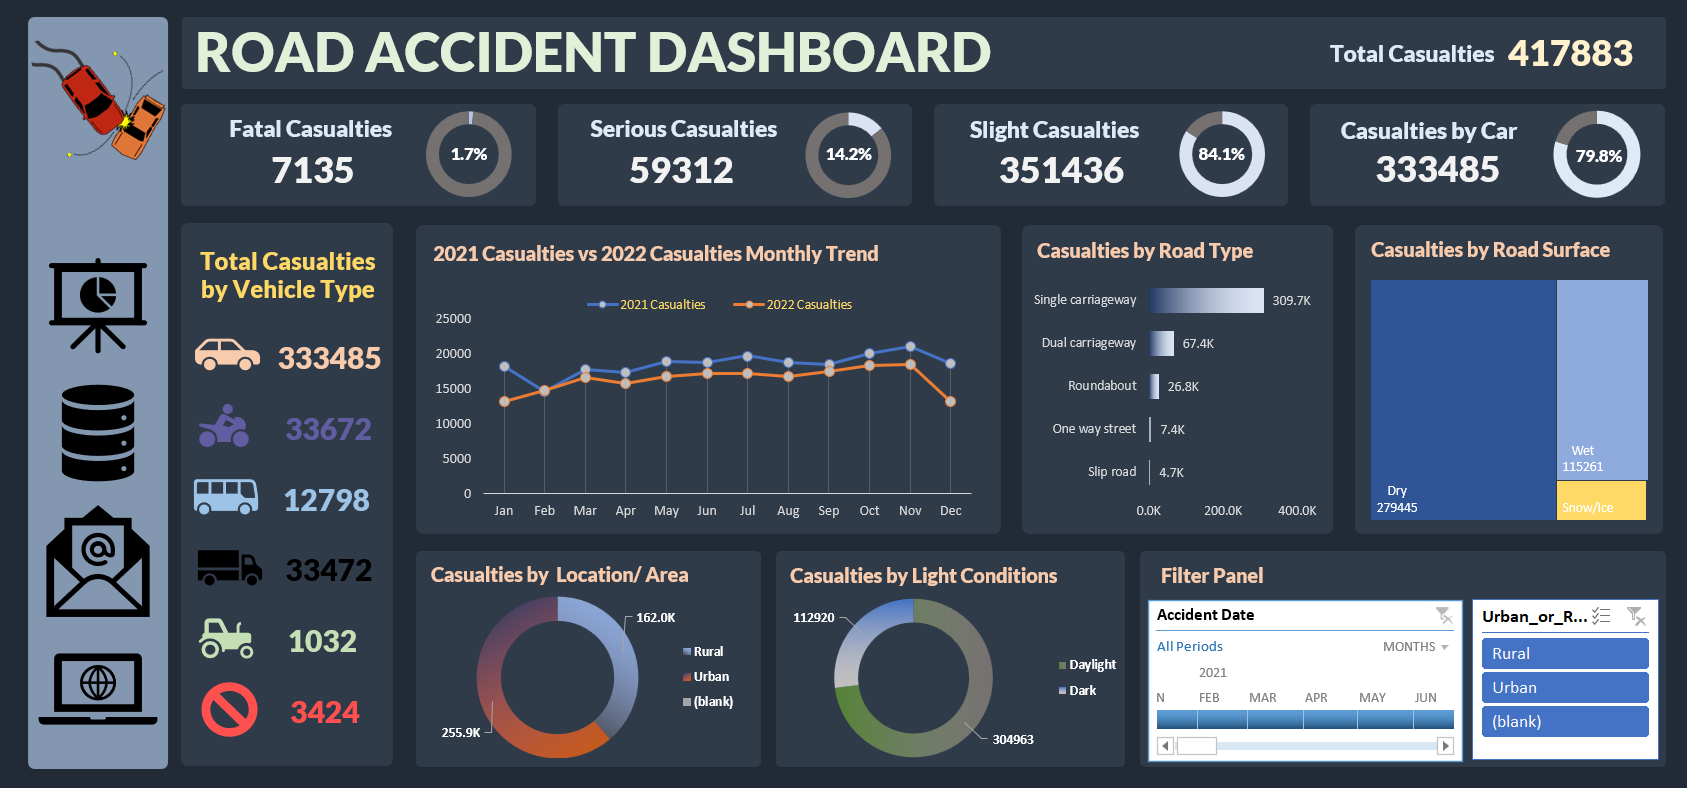 ROAD ACCIDENT DASHBOARD
Total Casualties 417883
Fatal Casualties
7135
1.7%
Serious Casualties
59312
14.2%
Slight Casualties
351436
84.1%
Casualties by Car
333485
79.8%
Total Casualties
by Vehicle Type
333485
33672
12798
33472
1032
3424
2021 Casualties vs 2022 Casualties Monthly Trend
2021 Casualties 2022 Casualties
25000
20000
15000
10000
5000
0
Jan Feb Mar Apr May Jun Jul Aug Sep Oct Nov Dec
Casualties by Road Type
Single carriageway 309.7K
Dual carriageway 67.4K
Roundabout 26.8K
One way street 7.4K
Slip road 4.7K
0.0K 200.0K 400.0K
Casualties by Road Surface
Wet
115261
Dry
279445
Snow/Ice
Casualties by Location/ Area
162.0K
Rural
Urban
(blank)
255.9K
Casualties by Light Conditions
112920
Daylight
Dark
304963
Filter Panel
Accident Date
All Periods MONTHS
2021
N FEB MAR APR MAY JUN
Urban_or_R...
Rural
Urban
(blank)
@